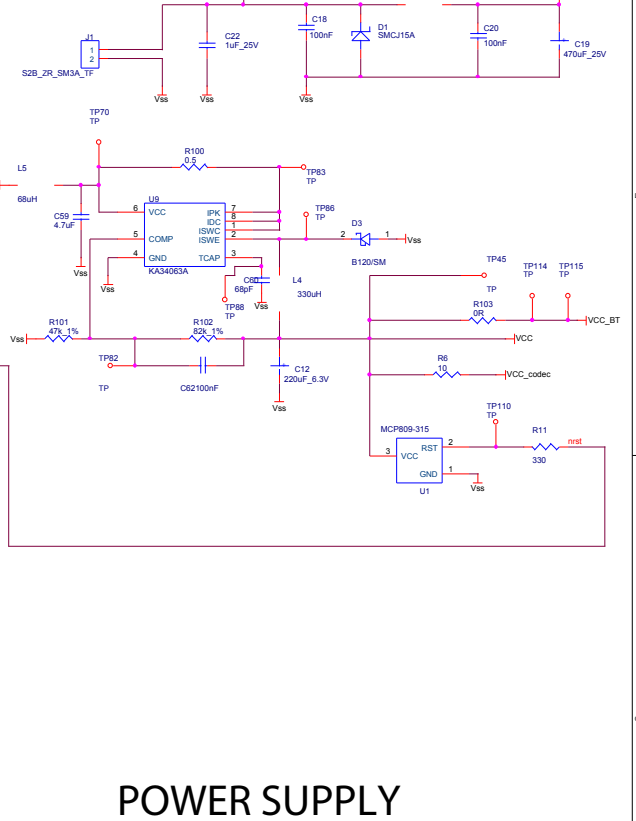 C18
100nF
D1
SMCJ15A
C20
100nF
C19
470uF_25V
C22
1uF_25V
J1
1
2
S2B_ZR_SM3A_TF
Vss
Vss
Vss
TP70
TP
R100
0.5
TP83
TP
L5
68uH
C59
4.7uF
Vss
U9
6
VCC
5
COMP
4
GND
IPK
7
IDC
8
ISWC
1
ISWE
2
TCAP
3
KA34063A
Vss
TP86
TP
D3
2
1
Vss
B120/SM
C60
68pF
Vss
TP88
TP
L4
330uH
TP45
TP
TP114
TP
TP115
TP
R103
0R
VCC_BT
VCC
R101
47k_1%
Vss
R102
82k_1%
TP82
TP
C62100nF
C12
220uF_6.3V
Vss
R6
10
VCC_codec
TP110
TP
MCP809-315
3
VCC
RST
2
GND
1
U1
Vss
R11
330
nrst
POWER SUPPLY